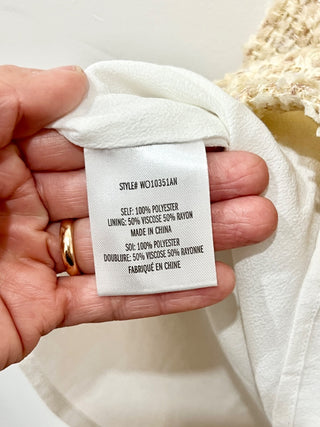 STYLE# WO10351AN
SELF: 100% POLYESTER
LINING: 50% VISCOSE 50% RAYON
MADE IN CHINA
SOI: 100% POLYESTER
DOUBLURE: 50% VISCOSE 50% RAYONNE
FABRIQUÉ EN CHINE